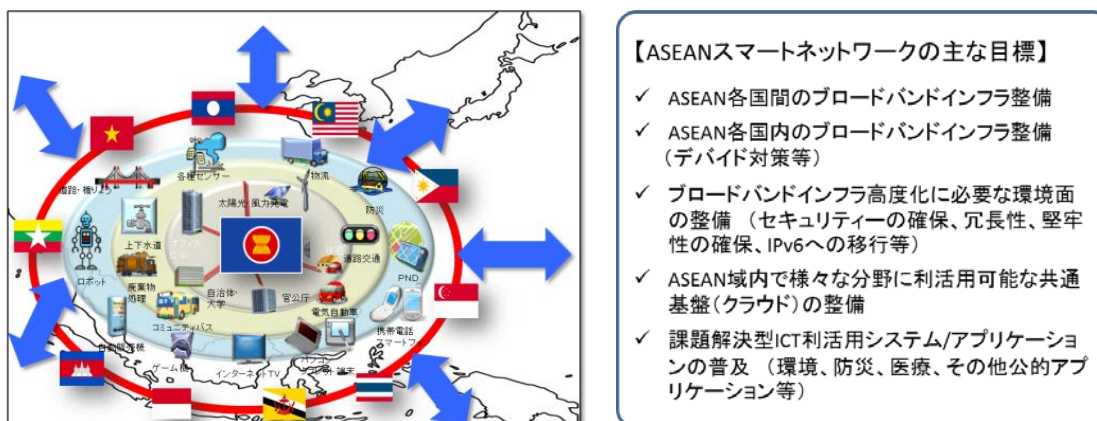 各種センサー
物流
道路・橋りょう
太陽光・風力発電
防災
上下水道
オフィス
ビル
道路交通
PND
ロボット
廃棄物
処理
自治体・
大学
官公庁
電気自動車
コミュニティバス
携帯電話
自動販売機
ゲーム機
インターネットTV
【ASEANスマートネットワークの主な目標】
✓ ASEAN各国間のブロードバンドインフラ整備
✓ ASEAN各国内のブロードバンドインフラ整備
（デバイド対策等）
✓ ブロードバンドインフラ高度化に必要な環境面
の整備 （セキュリティーの確保、冗長性、堅牢
性の確保、IPv6への移行等）
✓ ASEAN域内で様々な分野に利活用可能な共通
基盤（クラウド）の整備
✓ 課題解決型ICT利活用システム/アプリケーショ
ンの普及 （環境、防災、医療、その他公的アプ
リケーション等）